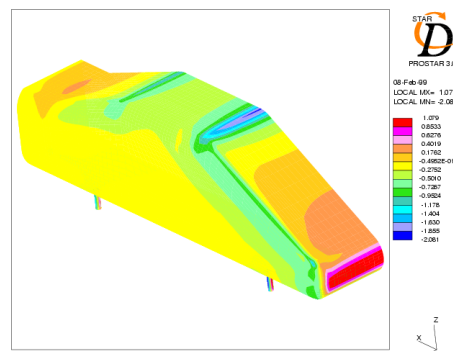 STAR
CD
PROSTAR 3.
08-Feb-99
LOCAL MX= 1.07
LOCAL MN= -2.08
1.079
0.8533
0.6276
0.4019
0.1762
-0.4952E-01
-0.2752
-0.5010
-0.7267
-0.9524
-1.178
-1.404
-1.630
-1.855
-2.081
Z
X